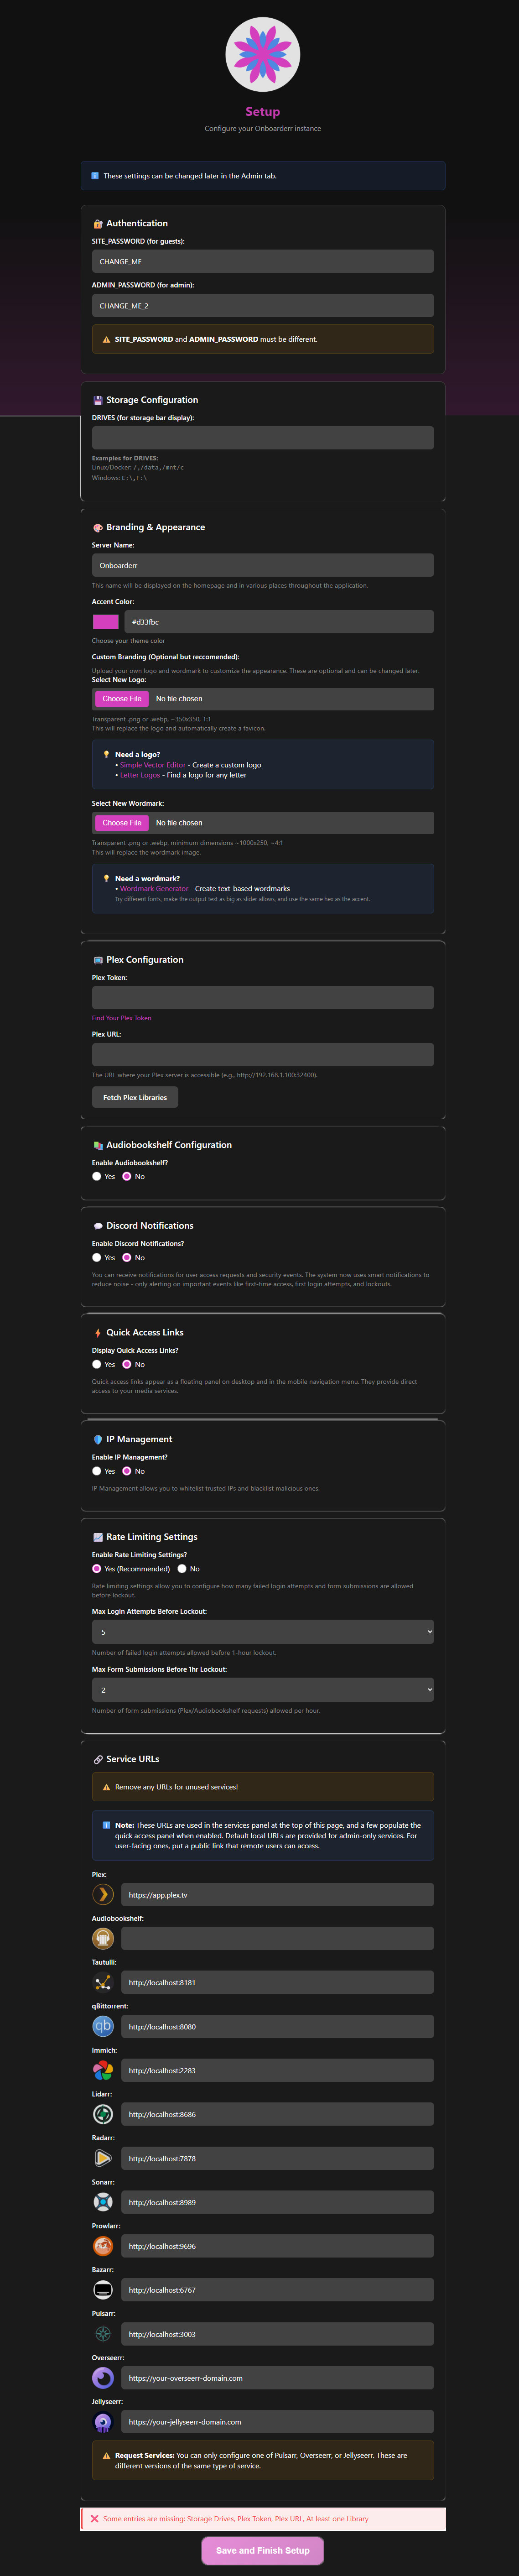 Setup
Configure your Onboarderr instance
These settings can be changed later in the Admin tab.
Authentication
SITE_PASSWORD (for guests):
CHANGE_ME
ADMIN_PASSWORD (for admin):
CHANGE_ME_2
SITE_PASSWORD and ADMIN_PASSWORD must be different.
Storage Configuration
DRIVES (for storage bar display):
Examples for DRIVES:
Linux/Docker: /,/data,/mnt/c
Windows: E:\,F:\
Branding & Appearance
Server Name:
Onboarderr
This name will be displayed on the homepage and in various places throughout the application.
Accent Color:
#d33fbc
Choose your theme color
Custom Branding (Optional but reccomended):
Upload your own logo and wordmark to customize the appearance. These are optional and can be changed later.
Select New Logo:
Choose File No file chosen
Transparent .png or .webp, ~350x350, 1:1
This will replace the logo and automatically create a favicon.
Need a logo?
• Simple Vector Editor - Create a custom logo
• Letter Logos - Find a logo for any letter
Select New Wordmark:
Choose File No file chosen
Transparent .png or .webp, minimum dimensions ~1000x250, ~4:1
This will replace the wordmark image.
Need a wordmark?
• Wordmark Generator - Create text-based wordmarks
Try different fonts, make the output text as big as slider allows, and use the same hex as the accent.
Plex Configuration
Plex Token:
Find Your Plex Token
Plex URL:
The URL where your Plex server is accessible (e.g., http://192.168.1.100:32400).
Fetch Plex Libraries
Audiobookshelf Configuration
Enable Audiobookshelf?
Yes No
Discord Notifications
Enable Discord Notifications?
Yes No
You can receive notifications for user access requests and security events. The system now uses smart notifications to
reduce noise - only alerting on important events like first-time access, first login attempts, and lockouts.
Quick Access Links
Display Quick Access Links?
Yes No
Quick access links appear as a floating panel on desktop and in the mobile navigation menu. They provide direct
access to your media services.
IP Management
Enable IP Management?
Yes No
IP Management allows you to whitelist trusted IPs and blacklist malicious ones.
Rate Limiting Settings
Enable Rate Limiting Settings?
Yes (Recommended) No
Rate limiting settings allow you to configure how many failed login attempts and form submissions are allowed
before lockout.
Max Login Attempts Before Lockout:
5
Number of failed login attempts allowed before 1-hour lockout.
Max Form Submissions Before 1hr Lockout:
2
Number of form submissions (Plex/Audiobookshelf requests) allowed per hour.
Service URLs
Remove any URLs for unused services!
Note: These URLs are used in the services panel at the top of this page, and a few populate the
quick access panel when enabled. Default local URLs are provided for admin-only services. For
user-facing ones, put a public link that remote users can access.
Plex:
https://app.plex.tv
Audiobookshelf:
Tautulli:
http://localhost:8181
qBittorrent:
qb
http://localhost:8080
Immich:
http://localhost:2283
Lidarr:
http://localhost:8686
Radarr:
http://localhost:7878
Sonarr:
http://localhost:8989
Prowlarr:
http://localhost:9696
Bazarr:
http://localhost:6767
Pulsarr:
http://localhost:3003
Overseerr:
https://your-overseerr-domain.com
Jellyseerr:
https://your-jellyseerr-domain.com
Request Services: You can only configure one of Pulsarr, Overseerr, or Jellyseerr. These are
different versions of the same type of service.
Some entries are missing: Storage Drives, Plex Token, Plex URL, At least one Library
Save and Finish Setup